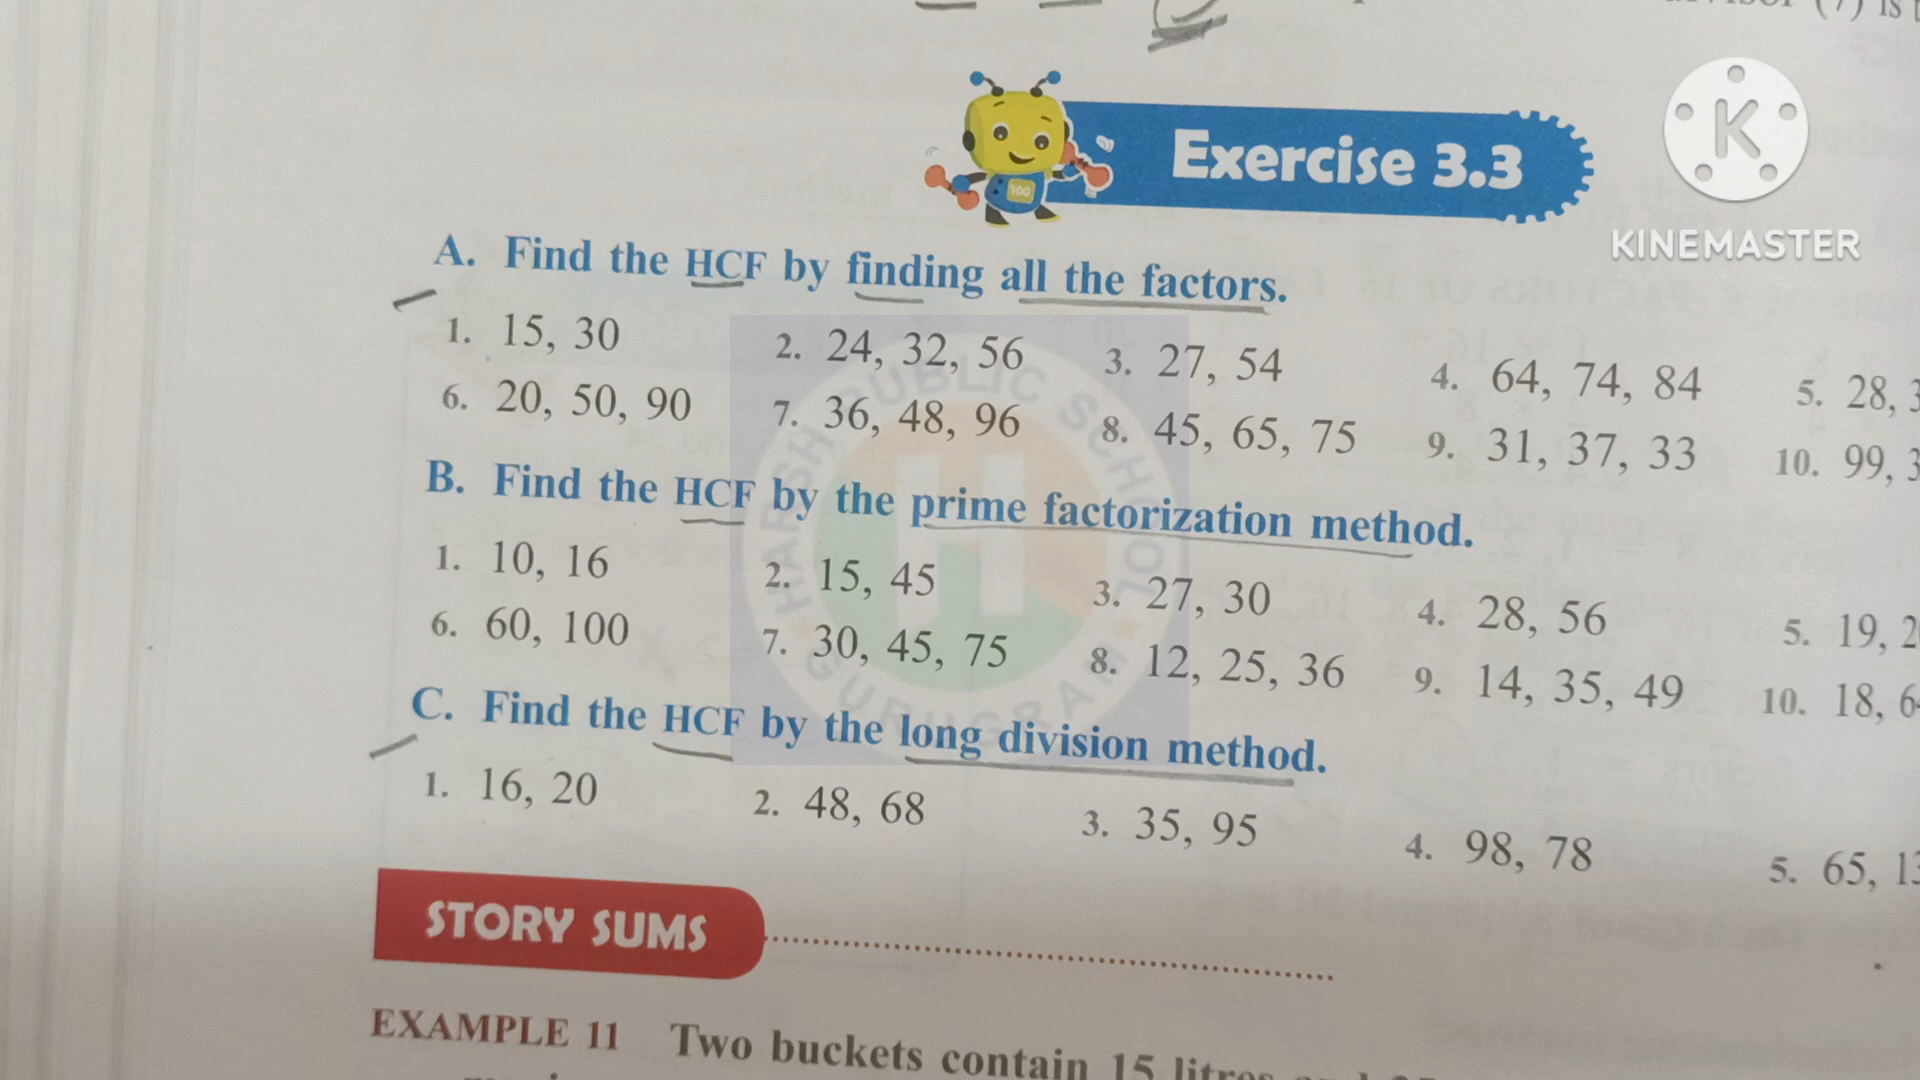 Exercise 3.3
KINEMASTER
A. Find the HCF by finding all the factors.
1. 15, 30 2. 24, 32, 56 3. 27, 54 4. 64, 74, 84 5. 28,
6. 20, 50, 90 7. 36, 48, 96 8. 45, 65, 75 9. 31, 37, 33 10. 99,
B. Find the HCF by the prime factorization method.
1. 10, 16 2. 15, 45 3. 27, 30 4. 28, 56 5. 19,
6. 60, 100 7. 30, 45, 75 8. 12, 25, 36 9. 14, 35, 49 10. 18,
C. Find the HCF by the long division method.
1. 16, 20 2. 48, 68 3. 35, 95 4. 98, 78 5. 65,
STORY SUMS
EXAMPLE 11 Two buckets contain 15 litres
HARSH PUBLIC SCHOOL
GURUGRAM
H
100
K